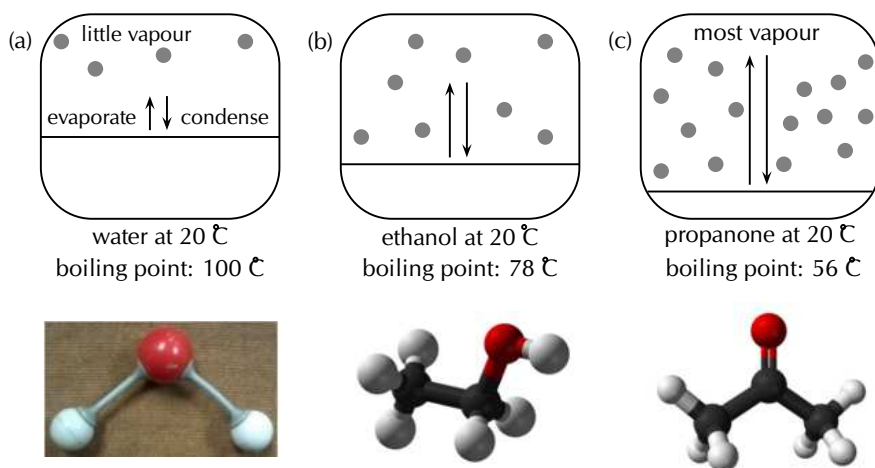 (a)
little vapour
evaporate
condense
water at 20 ℃
boiling point: 100 ℃
(b)
ethanol at 20 ℃
boiling point: 78 ℃
(c)
most vapour
propanone at 20 ℃
boiling point: 56 ℃